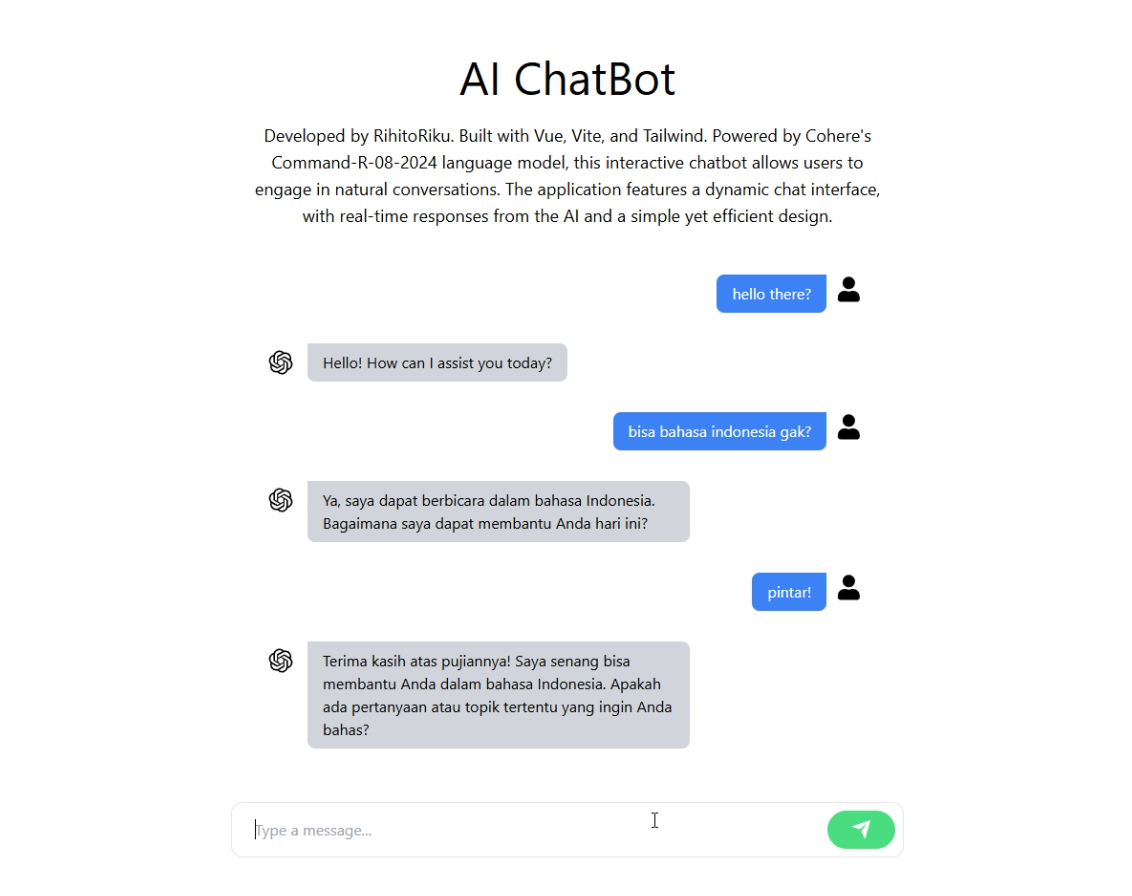 AI ChatBot
Developed by RihitoRiku. Built with Vue, Vite, and Tailwind. Powered by Cohere's
Command-R-08-2024 language model, this interactive chatbot allows users to
engage in natural conversations. The application features a dynamic chat interface,
with real-time responses from the AI and a simple yet efficient design.
hello there?
Hello! How can I assist you today?
bisa bahasa indonesia gak?
Ya, saya dapat berbicara dalam bahasa Indonesia.
Bagaimana saya dapat membantu Anda hari ini?
pintar!
Terima kasih atas pujiannya! Saya senang bisa
membantu Anda dalam bahasa Indonesia. Apakah
ada pertanyaan atau topik tertentu yang ingin Anda
bahas?
Type a message...